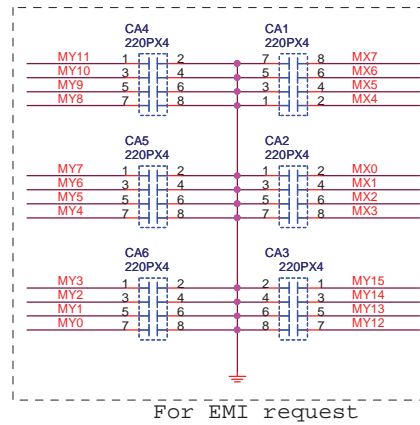 CA4 CA1
220PX4 220PX4
MY11 1 2 7 8 MX7
MY10 3 4 5 6 MX6
MY9 5 6 3 4 MX5
MY8 7 8 1 2 MX4
CA5 CA2
220PX4 220PX4
MY7 1 2 1 2 MX0
MY6 3 4 3 4 MX1
MY5 5 6 5 6 MX2
MY4 7 8 7 8 MX3
CA6 CA3
220PX4 220PX4
MY3 1 2 2 1 MY15
MY2 3 4 4 3 MY14
MY1 5 6 6 5 MY13
MY0 7 8 8 7 MY12
For EMI request